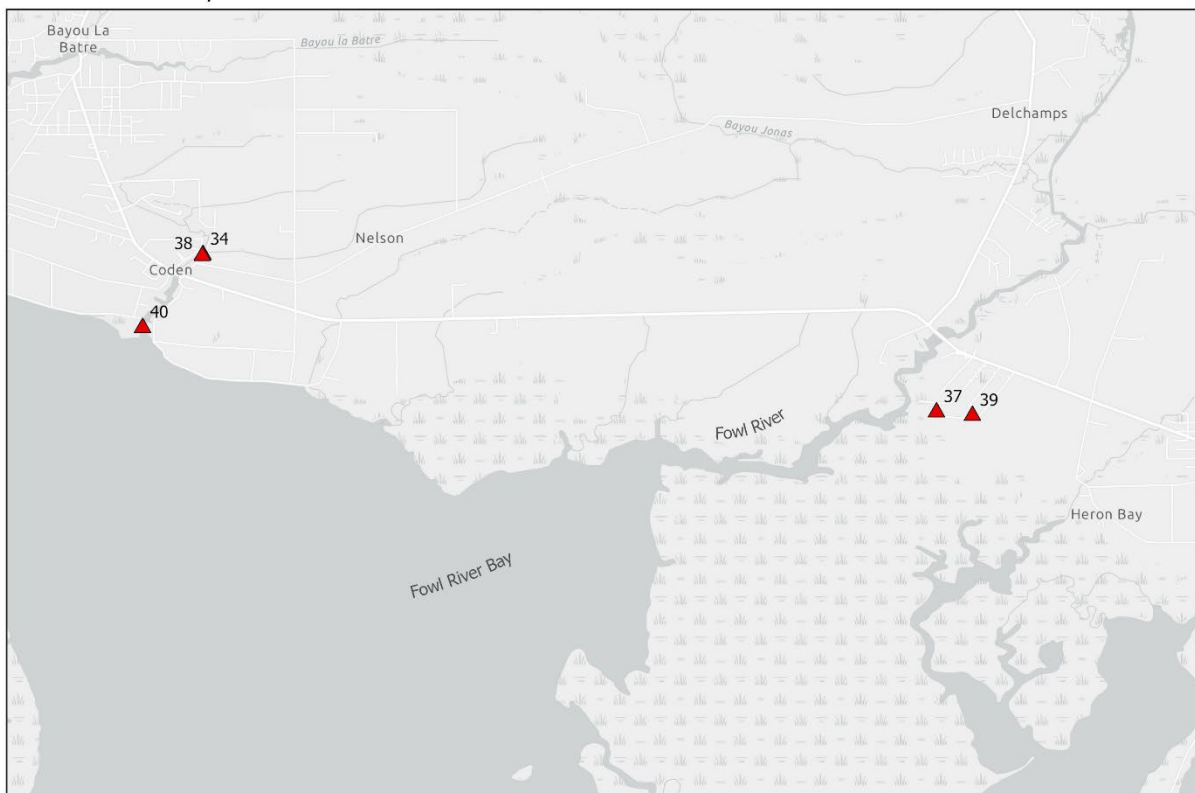 Bayou La
Batre
Bayou la Batre
Delchamps
Bayou Jonas
38
34
Nelson
Coden
40
37
39
Fowl River
Heron Bay
Fowl River Bay